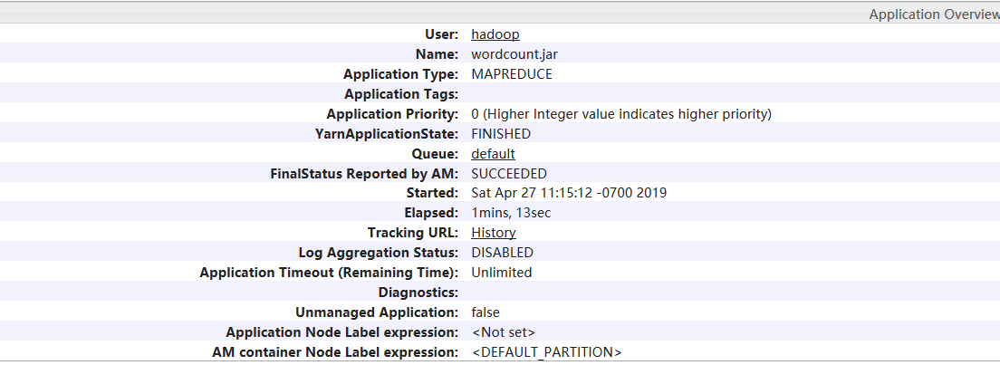 Application Overview
User: hadoop
Name: wordcount.jar
Application Type: MAPREDUCE
Application Tags:
Application Priority: 0 (Higher Integer value indicates higher priority)
YarnApplicationState: FINISHED
Queue: default
FinalStatus Reported by AM: SUCCEEDED
Started: Sat Apr 27 11:15:12 -0700 2019
Elapsed: 1mins, 13sec
Tracking URL: History
Log Aggregation Status: DISABLED
Application Timeout (Remaining Time): Unlimited
Diagnostics:
Unmanaged Application: false
Application Node Label expression: <Not set>
AM container Node Label expression: <DEFAULT_PARTITION>